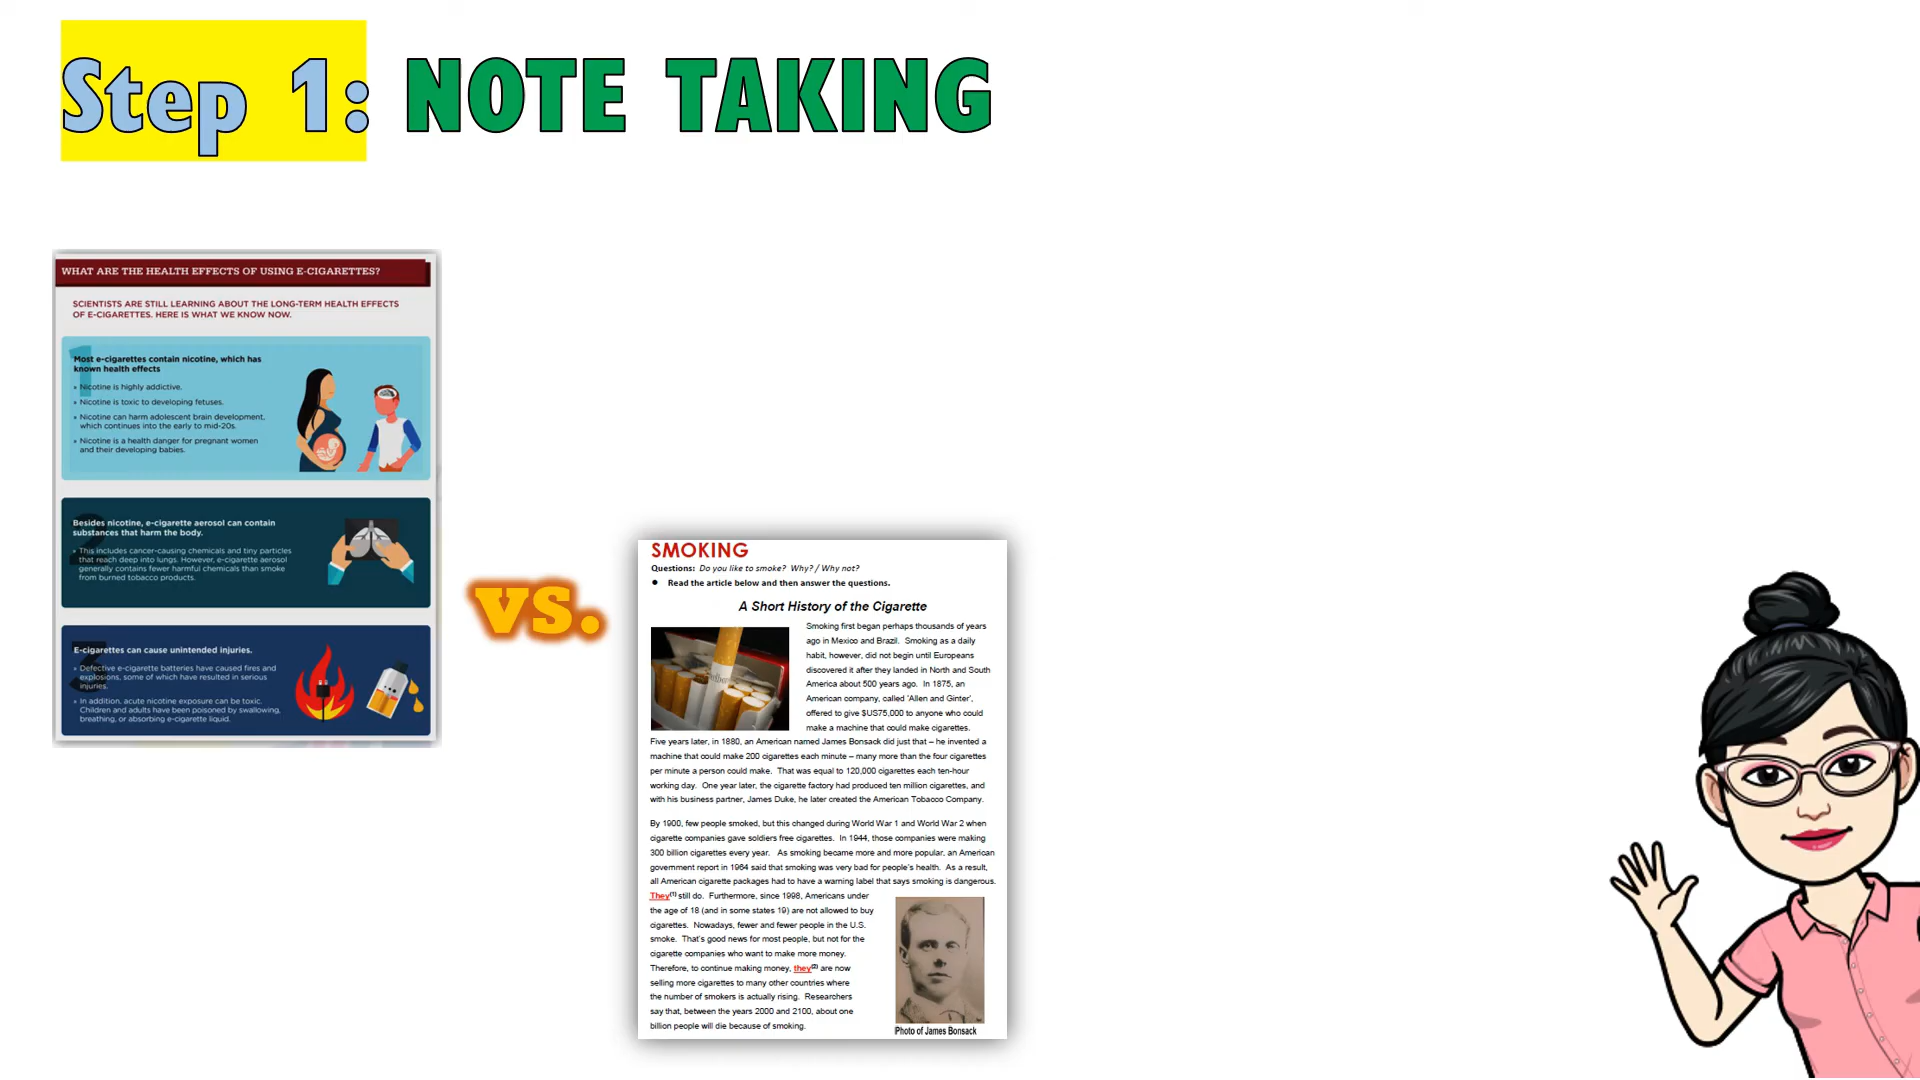 Step 1: NOTE TAKING
WHAT ARE THE HEALTH EFFECTS OF USING E-CIGARETTES?
SCIENTISTS ARE STILL LEARNING ABOUT THE LONG-TERM HEALTH EFFECTS
OF E-CIGARETTES. HERE IS WHAT WE KNOW NOW.
1
Most e-cigarettes contain nicotine, which has
known health effects
• Nicotine is highly addictive.
• Nicotine is toxic to developing fetuses.
• Nicotine can harm adolescent brain development,
which continues into the early to mid-20s.
• Nicotine is a health danger for pregnant women
and their developing babies.
2
Besides nicotine, e-cigarette aerosol can contain
substances that harm the body.
• This includes cancer-causing chemicals and tiny particles
that reach deep into lungs. However, e-cigarette aerosol
generally contains fewer harmful chemicals than smoke
from burned tobacco products.
3
E-cigarettes can cause unintended injuries.
• Defective e-cigarette batteries have caused fires and
explosions, some of which have resulted in serious
injuries.
• In addition, acute nicotine exposure can be toxic.
Children and adults have been poisoned by swallowing,
breathing, or absorbing e-cigarette liquid.
vs.
SMOKING
Questions: Do you like to smoke? Why? / Why not?
● Read the article below and then answer the questions.
A Short History of the Cigarette
Smoking first began perhaps thousands of years
ago in Mexico and Brazil. Smoking as a daily
habit, however, did not begin until Europeans
discovered it after they landed in North and South
America about 500 years ago. In 1875, an
American company, called 'Allen and Ginter',
offered to give $US75,000 to anyone who could
make a machine that could make cigarettes.
Five years later, in 1880, an American named James Bonsack did just that – he invented a
machine that could make 200 cigarettes each minute – many more than the four cigarettes
per minute a person could make. That was equal to 120,000 cigarettes each ten-hour
working day. One year later, the cigarette factory had produced ten million cigarettes, and
with his business partner, James Duke, he later created the American Tobacco Company.
By 1900, few people smoked, but this changed during World War 1 and World War 2 when
cigarette companies gave soldiers free cigarettes. In 1944, those companies were making
300 billion cigarettes every year. As smoking became more and more popular, an American
government report in 1964 said that smoking was very bad for people's health. As a result,
all American cigarette packages had to have a warning label that says smoking is dangerous.
They(1) still do. Furthermore, since 1998, Americans under
the age of 18 (and in some states 19) are not allowed to buy
cigarettes. Nowadays, fewer and fewer people in the U.S.
smoke. That's good news for most people, but not for the
cigarette companies who want to make more money.
Therefore, to continue making money, they(2) are now
selling more cigarettes to many other countries where
the number of smokers is actually rising. Researchers
say that, between the years 2000 and 2100, about one
billion people will die because of smoking.
Photo of James Bonsack